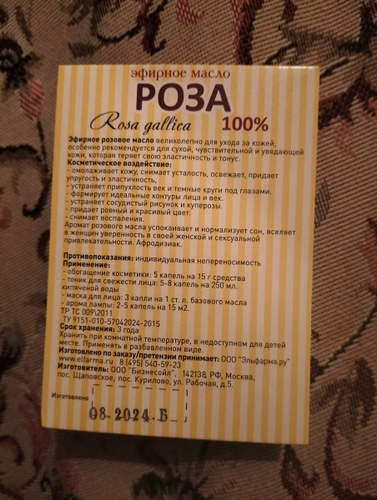 эфирное масло
РОЗА
Rosa gallica 100%
Эфирное розовое масло великолепно для ухода за кожей,
особенно рекомендуется для сухой, чувствительной и увядающей
кожи, которая теряет свою эластичность и тонус.
Косметическое воздействие:
- омолаживает кожу, снимает усталость, освежает, придает
упругость и эластичность,
- устраняет припухлость век и темные круги под глазами.
- формирует идеальные контуры лица и век.
- устраняет сосудистый рисунок и куперозы.
- придает ровный и красивый цвет.
- снимает воспаления.
Аромат розового масла успокаивает и нормализует сон, вселяет
в женщин уверенность в своей женской и сексуальной
привлекательности. Афродизиак.
Противопоказания: индивидуальная непереносимость
Применение:
- обогащение косметики: 5 капель на 15 г средства
- тоник для свежести лица: 5-8 капель на 250 мл.
кипяченой воды
- маска для лица: 3 капли на 1 ст. л. базового масла
- арома лампы: 2-5 капель на 15 м2.
ТР ТС 009\2011
ТУ 9151-010-57042024-2015
Срок хранения: 3 года
Хранить при комнатной температуре, в недоступном для детей
месте. Применять в разбавленном виде.
Изготовлено по заказу/претензии принимает: ООО "Эльфарма.ру"
www.elfarma.ru. 8 (495) 540-59-23
Изготовитель: ООО "Бизнесойл", 142138, РФ, Москва,
пос. Щаповское, пос. Курилово, ул. Рабочая, д.5.
Изготовлено
08.2024.Б